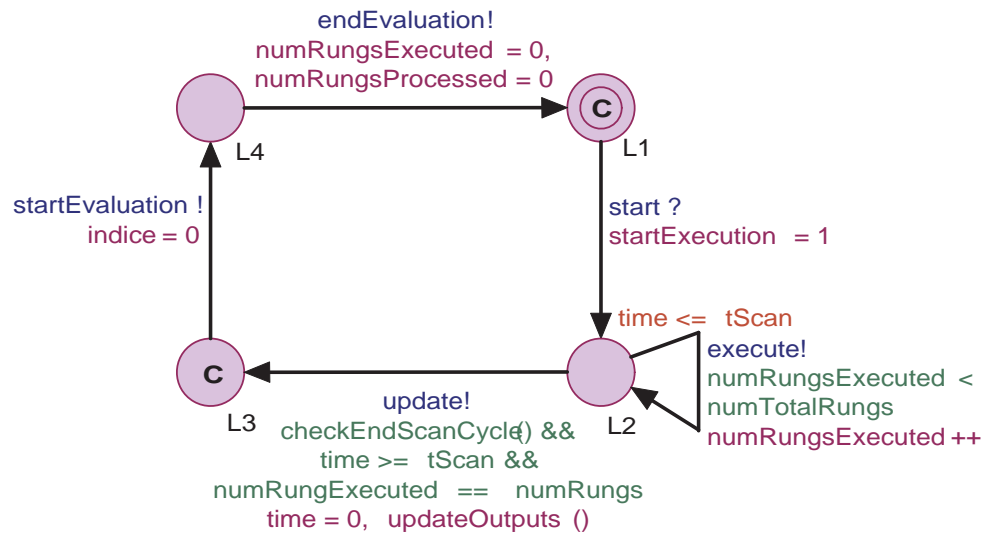 endEvaluation!
numRungsExecuted = 0,
numRungsProcessed = 0
C
L4
L1
startEvaluation !
indice = 0
start ?
startExecution = 1
time <= tScan
execute!
numRungsExecuted <
numTotalRungs
numRungsExecuted ++
C
L3
L2
update!
checkEndScanCycle() &&
time >= tScan &&
numRungExecuted == numRungs
time = 0, updateOutputs ()